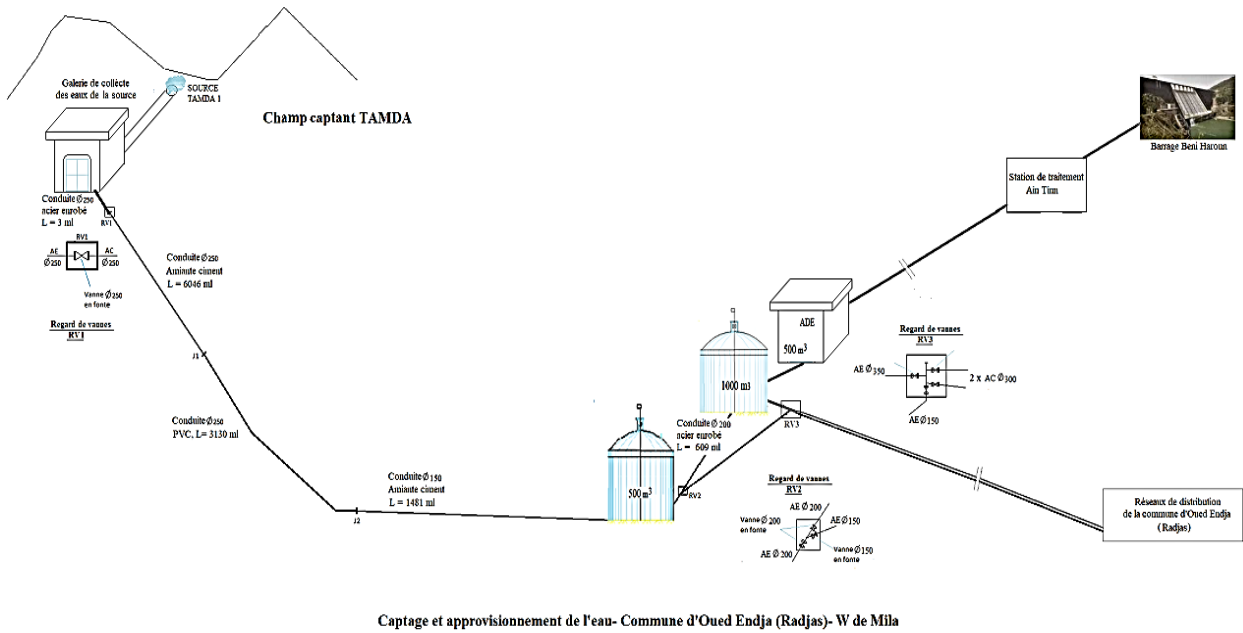 Galerie de collécte
des eaux de la source
SOURCE
TAMDA 1
Champ captant TAMDA
Barrage Beni Haroun
Station de traitement
Ain Tinn
Conduite Ø250
acier enrobé
L = 3 ml
RV1
RV1
AE
Ø250
AC
Ø250
Vanne Ø250
en fonte
Regard de vannes
RV1
Conduite Ø250
Amiante ciment
L = 6046 ml
J1
Conduite Ø250
PVC, L= 3130 ml
Conduite Ø150
Amiante ciment
L = 1481 ml
J2
500 m³
1000 m3
ADE
500 m³
Conduite Ø200
acier enrobé
L = 609 ml
RV2
RV3
Regard de vannes
RV3
AE Ø350
2 x AC Ø300
AE Ø150
Regard de vannes
RV2
AE Ø 200
Vanne Ø 200
en fonte
AE Ø150
AE Ø 200
Vanne Ø150
en fonte
Réseaux de distribution
de la commune d'Oued Endja
(Radjas)
Captage et approvisionnement de l'eau- Commune d'Oued Endja (Radjas)- W de Mila